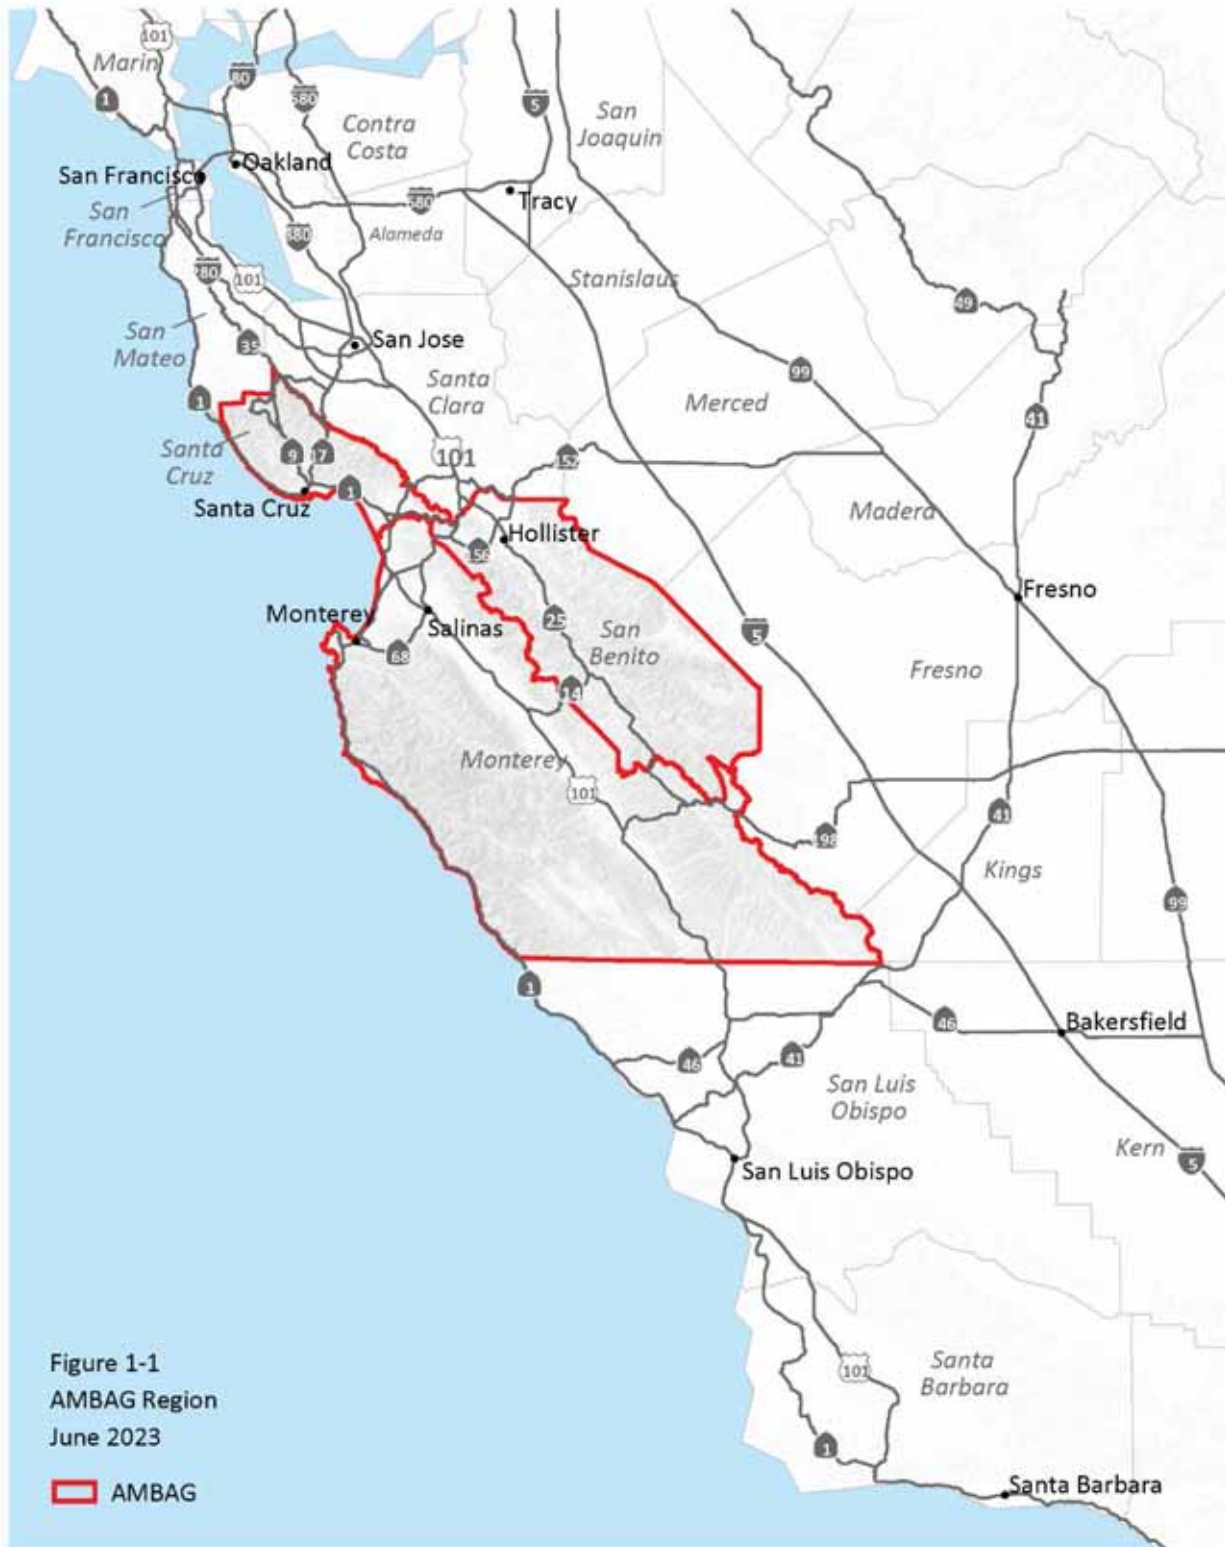 101
Marin
80
1
680
5
San
Joaquin
Contra
Costa
Oakland
San Francisco
Tracy
680
San
Francisco
880
Alameda
280
101
Stanislaus
49
San
Mateo
35
San Jose
99
Santa
Clara
Merced
1
41
Santa
Cruz
9
17
101
152
1
Santa Cruz
Madera
Hollister
156
Fresno
Monterey
Salinas
25
5
San
Benito
68
Fresno
14
Monterey
101
41
198
Kings
99
1
46
Bakersfield
46
41
San Luis
Obispo
Kern
5
San Luis Obispo
Figure 1-1
AMBAG Region
June 2023
AMBAG
101
Santa
Barbara
1
Santa Barbara